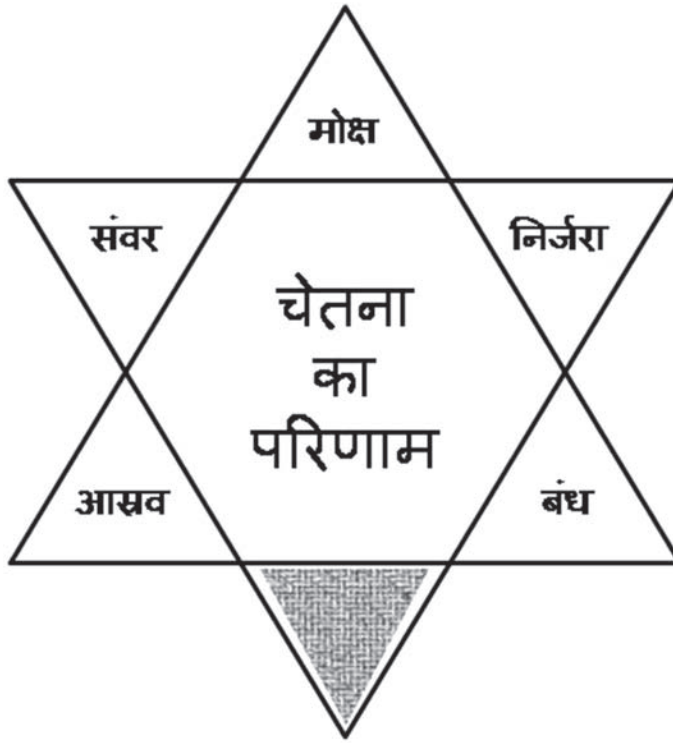 मोक्ष
संवर
निर्जरा
चेतना
का
परिणाम
आस्रव
बंध